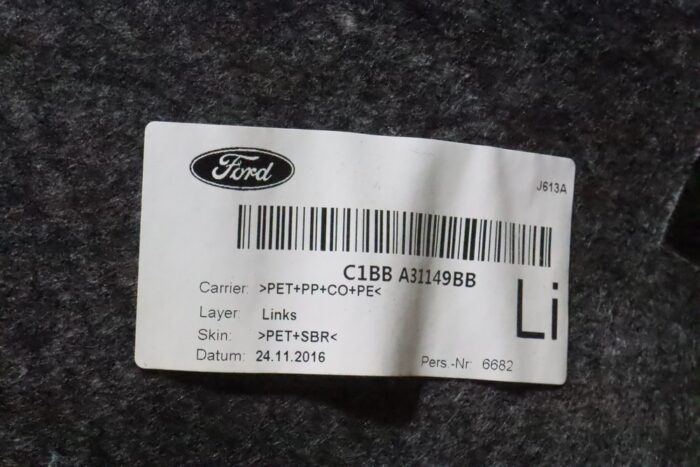 Ford
J613A
C1BB A31149BB
Carrier: >PET+PP+CO+PE<
Layer: Links
Li
Skin: >PET+SBR<
Datum: 24.11.2016
Pers.-Nr 6682